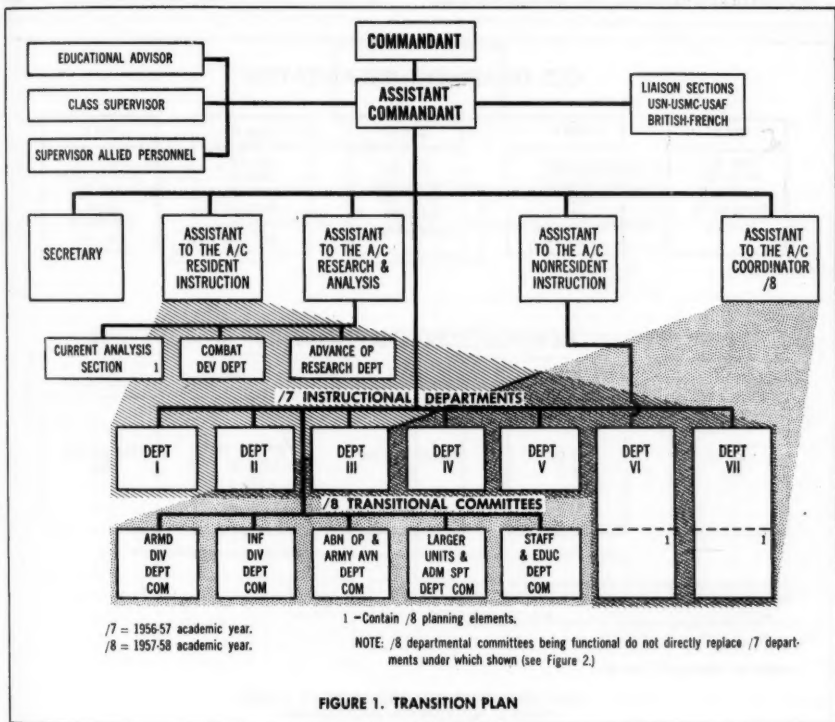 COMMANDANT
EDUCATIONAL ADVISOR
CLASS SUPERVISOR
SUPERVISOR ALLIED PERSONNEL
ASSISTANT
COMMANDANT
LIAISON SECTIONS
USN-USMC-USAF
BRITISH-FRENCH
SECRETARY
ASSISTANT
TO THE A/C
RESIDENT
INSTRUCTION
ASSISTANT
TO THE A/C
RESEARCH &
ANALYSIS
ASSISTANT
TO THE A/C
NONRESIDENT
INSTRUCTION
ASSISTANT
TO THE A/C
COORDINATOR
/8
CURRENT ANALYSIS
SECTION 1
COMBAT
DEV DEPT
ADVANCE OP
RESEARCH DEPT
/7 INSTRUCTIONAL DEPARTMENTS
DEPT
I
DEPT
II
DEPT
III
DEPT
IV
DEPT
V
DEPT
VI
1
DEPT
VII
1
/8 TRANSITIONAL COMMITTEES
ARMD
DIV
DEPT
COM
INF
DIV
DEPT
COM
ABN OP &
ARMY AVN
DEPT
COM
LARGER
UNITS &
ADM SPT
DEPT COM
STAFF
& EDUC
DEPT
COM
/7 = 1956-57 academic year.
/8 = 1957-58 academic year.
1 -Contain /8 planning elements.
NOTE: /8 departmental committees being functional do not directly replace /7 depart-
ments under which shown (see Figure 2.)
FIGURE 1. TRANSITION PLAN